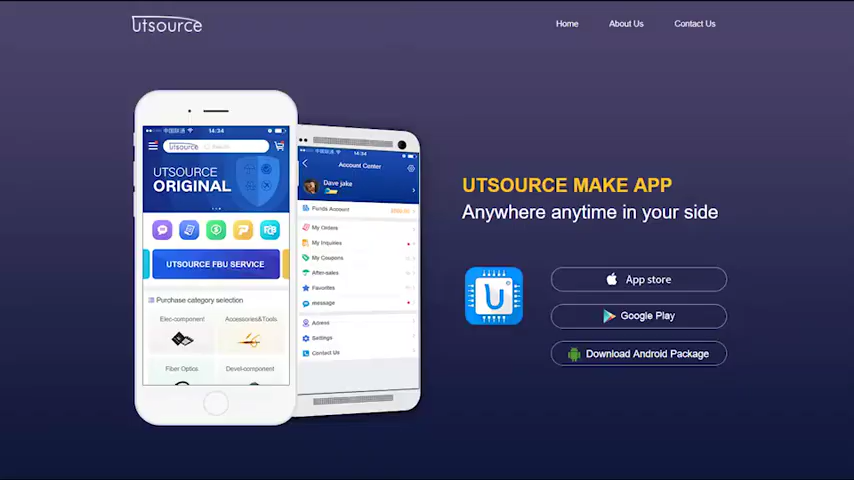 utsource
Home
About Us
Contact Us
14:34
utsource
UTSOURCE
ORIGINAL
UTSOURCE FBU SERVICE
Purchase category selection
Elec-component
Accessories&Tools.
Fiber Optics
Devel-component
14:34
Account Center
Dave jake
Funds Account
My Orders
My Inquiries
My Coupons
After-sales
Favorites
message
Settings
Contact Us
UTSOURCE MAKE APP
Anywhere anytime in your side
U
App store
Google Play
Download Android Package